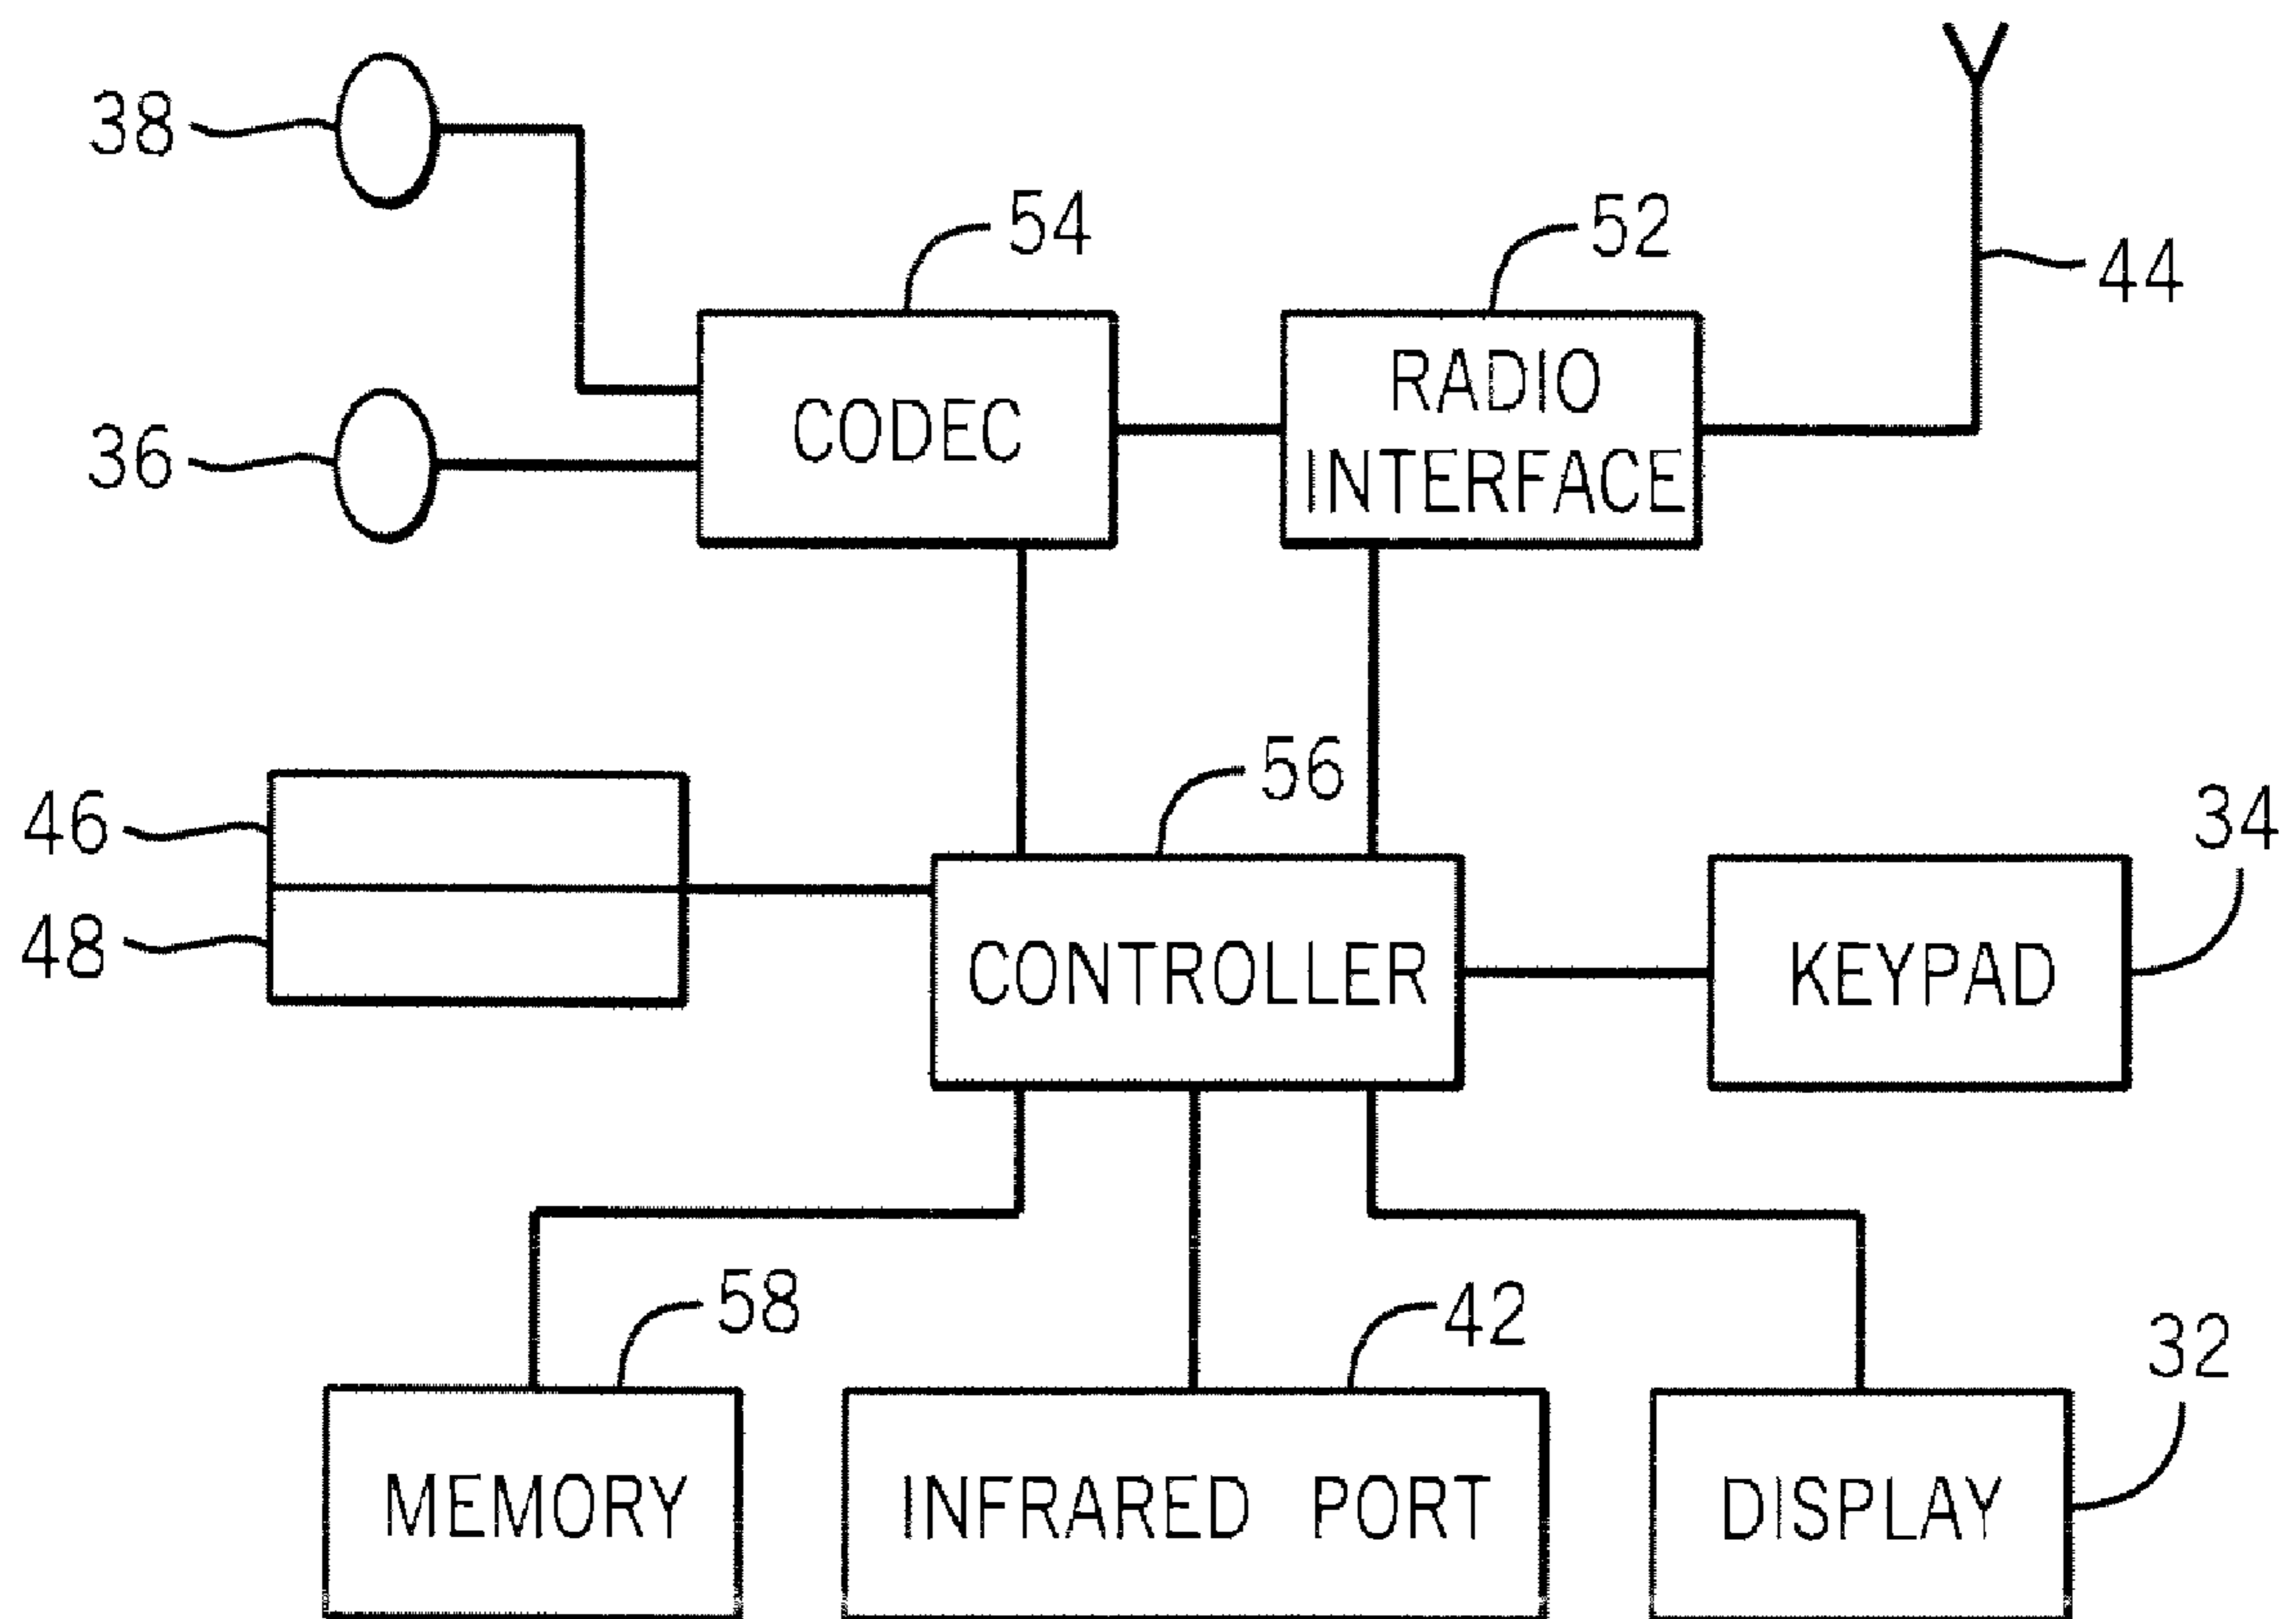 38
54
52
44
CODEC
RADIO
INTERFACE
36
46
56
34
48
CONTROLLER
KEYPAD
58
42
32
MEMORY
INFRARED PORT
DISPLAY